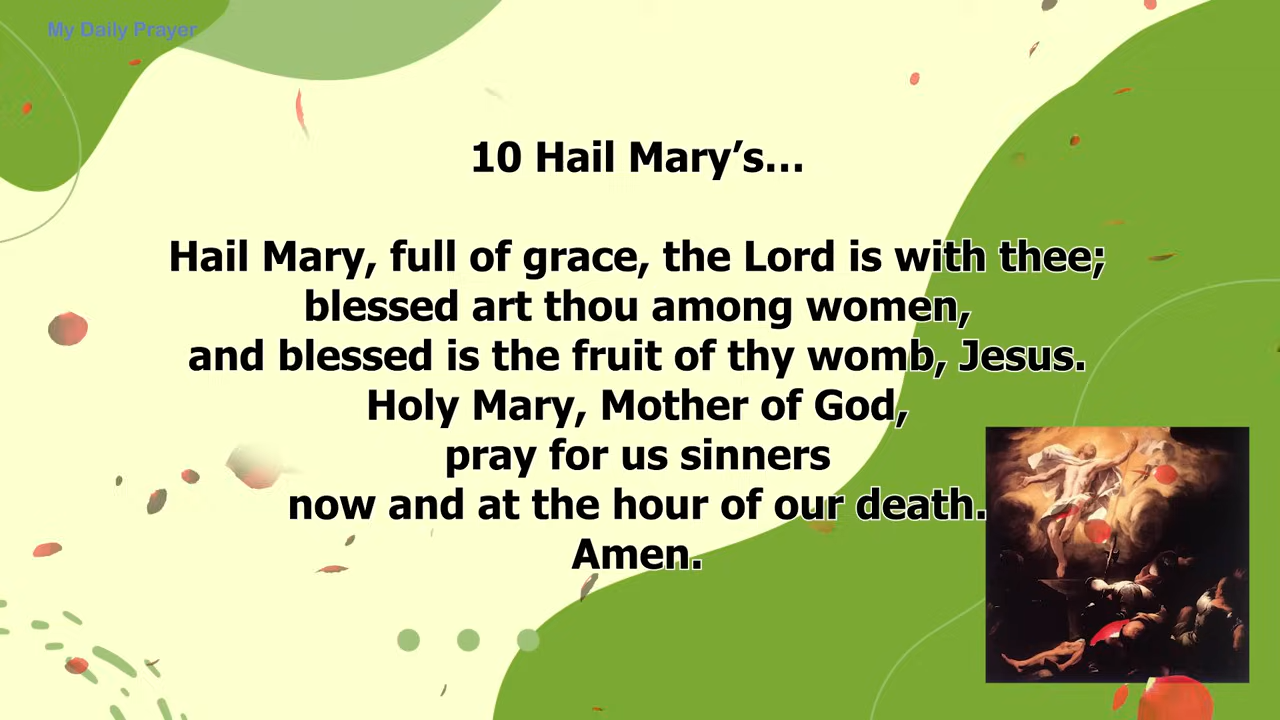 My Daily Prayer
10 Hail Mary’s...
Hail Mary, full of grace, the Lord is with thee;
blessed art thou among women,
and blessed is the fruit of thy womb, Jesus.
Holy Mary, Mother of God,
pray for us sinners
now and at the hour of our death.
Amen.